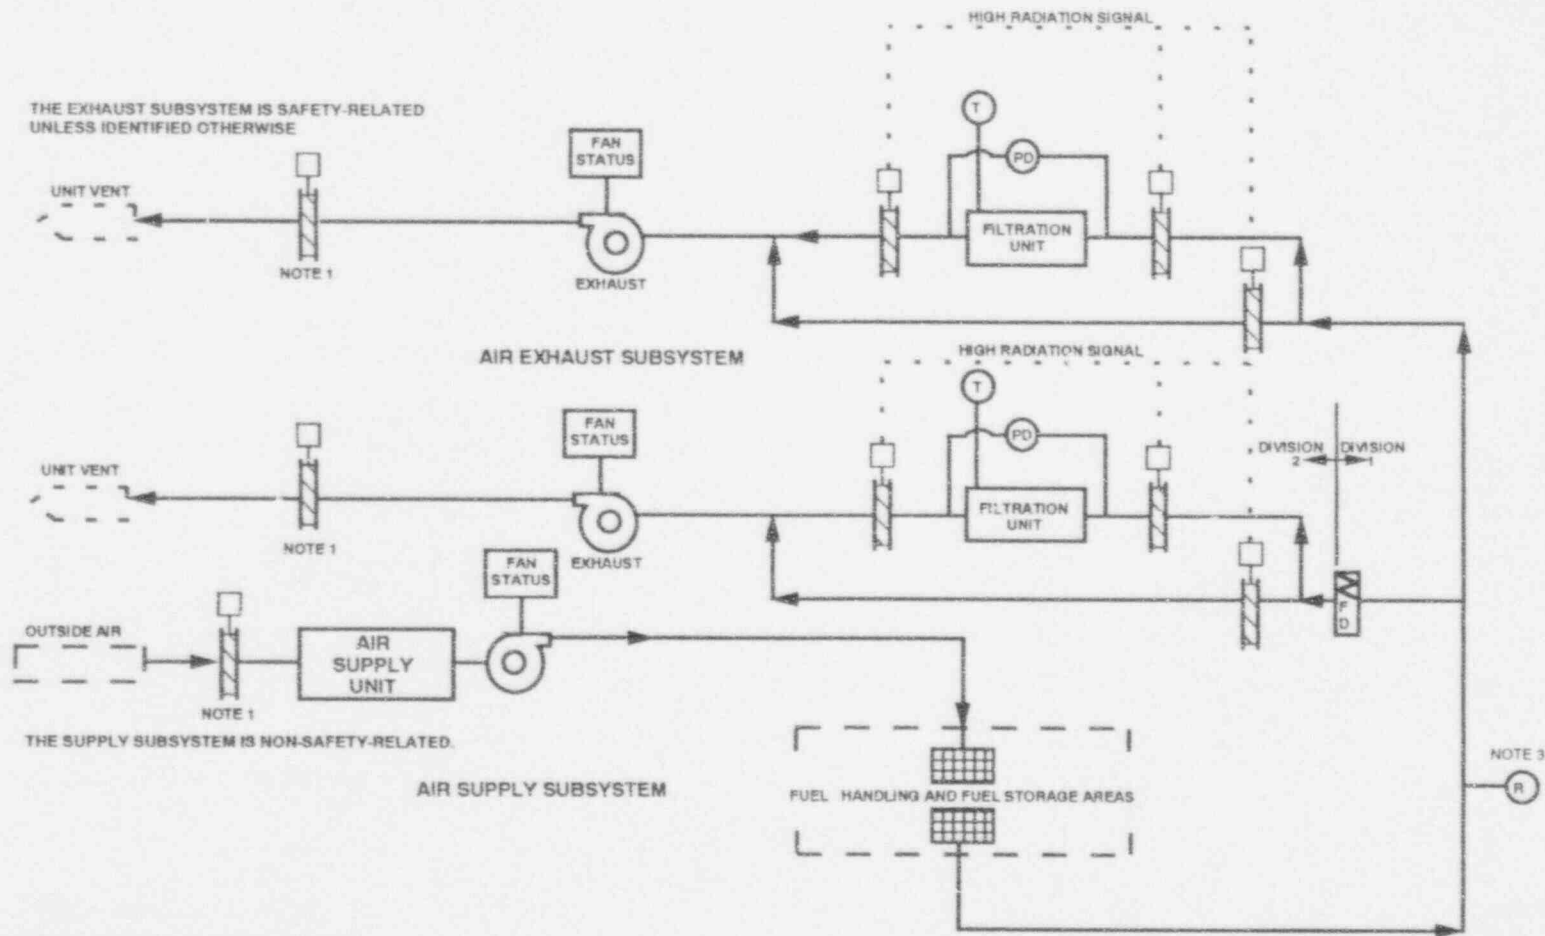 HIGH RADIATION SIGNAL
THE EXHAUST SUBSYSTEM IS SAFETY-RELATED
UNLESS IDENTIFIED OTHERWISE
FAN
STATUS
T
PD
UNIT VENT
FILTRATION
UNIT
NOTE 1
EXHAUST
AIR EXHAUST SUBSYSTEM
HIGH RADIATION SIGNAL
T
FAN
STATUS
PD
DIVISION
2
DIVISION
1
UNIT VENT
FILTRATION
UNIT
NOTE 1
EXHAUST
FAN
STATUS
F
D
OUTSIDE AIR
AIR
SUPPLY
UNIT
NOTE 1
THE SUPPLY SUBSYSTEM IS NON-SAFETY-RELATED.
AIR SUPPLY SUBSYSTEM
FUEL HANDLING AND FUEL STORAGE AREAS
NOTE 3
R